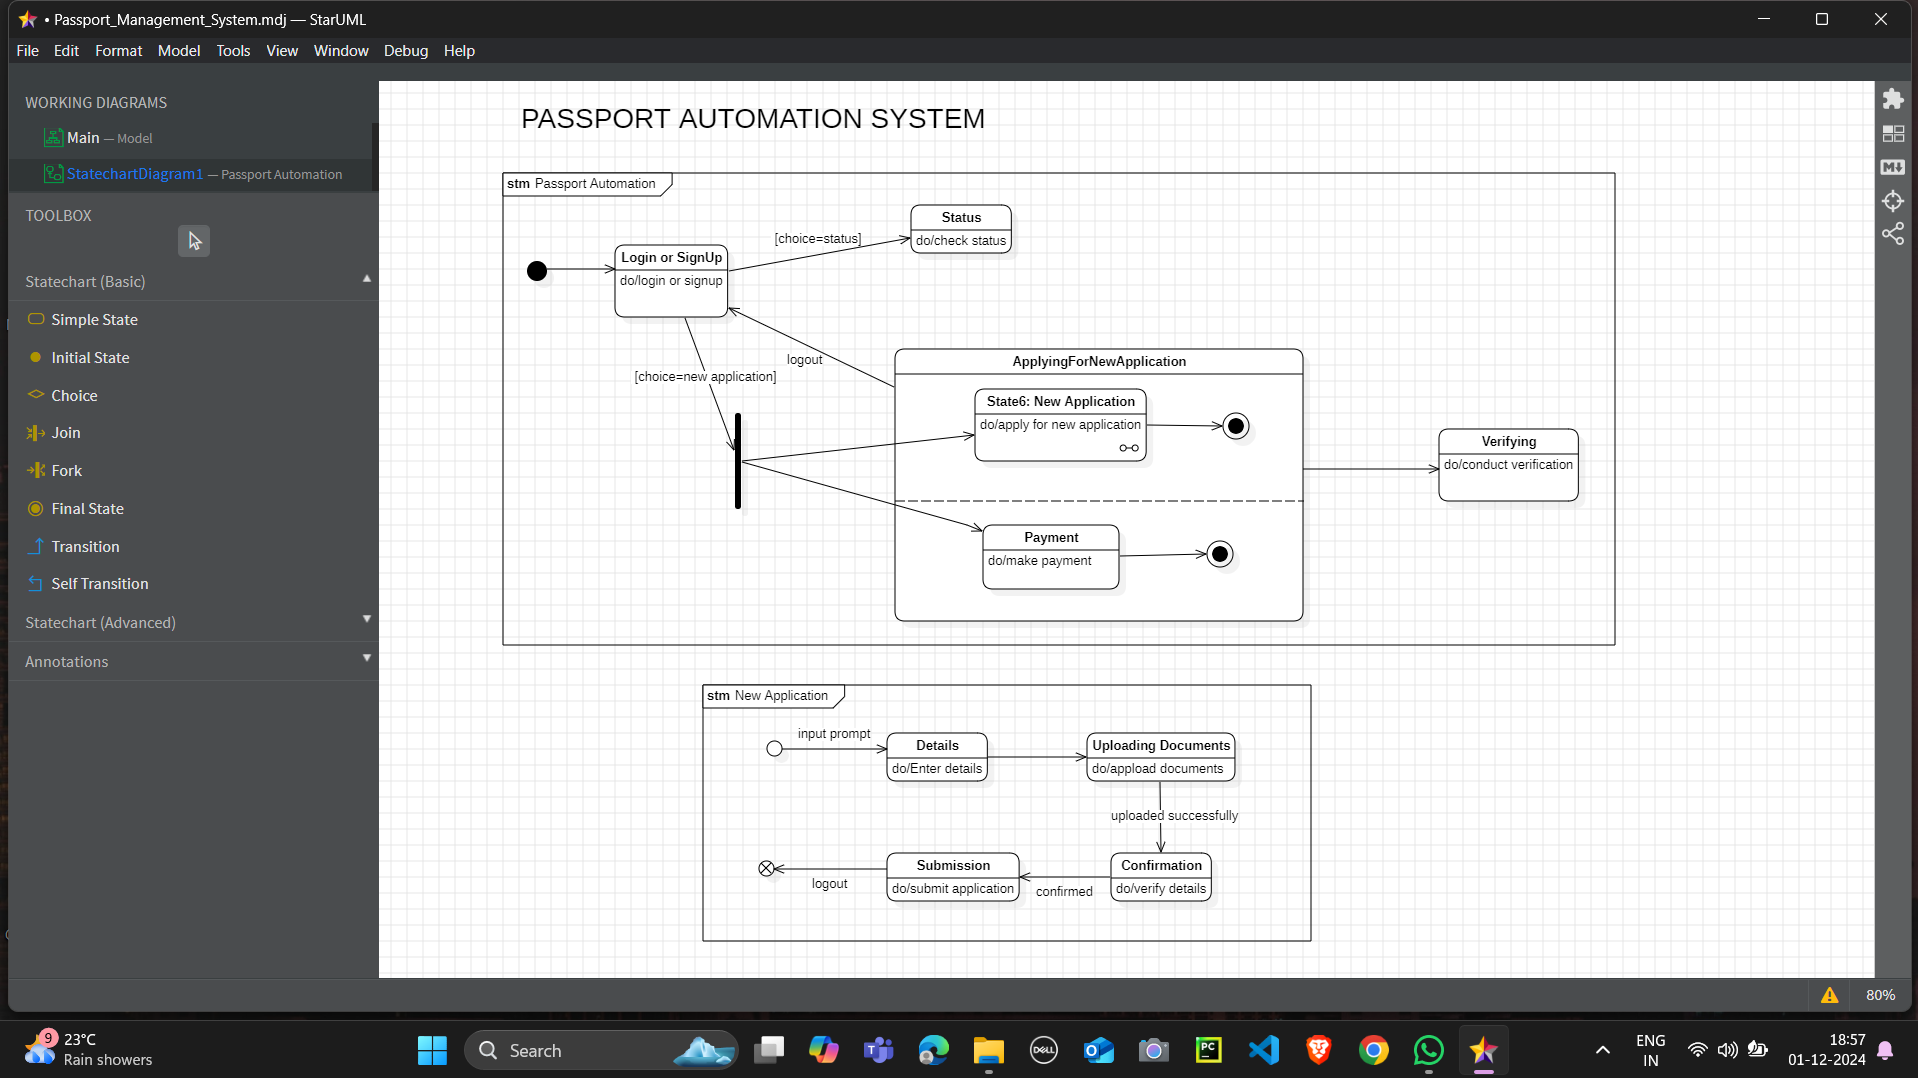 • Passport_Management_System.mdj — StarUML
File Edit Format Model Tools View Window Debug Help
WORKING DIAGRAMS
Main — Model
StatechartDiagram1 — Passport Automation
TOOLBOX
Statechart (Basic)
Simple State
Initial State
Choice
Join
Fork
Final State
Transition
Self Transition
Statechart (Advanced)
Annotations
PASSPORT AUTOMATION SYSTEM
stm Passport Automation
Status
do/check status
[choice=status]
Login or SignUp
do/login or signup
logout
[choice=new application]
ApplyingForNewApplication
State6: New Application
do/apply for new application
Verifying
do/conduct verification
Payment
do/make payment
stm New Application
input prompt
Details
do/Enter details
Uploading Documents
do/appload documents
uploaded successfully
Submission
do/submit application
Confirmation
do/verify details
logout
confirmed
M
80%
9
23°C
Rain showers
Search
T
DELL
PC
ENG
IN
18:57
01-12-2024